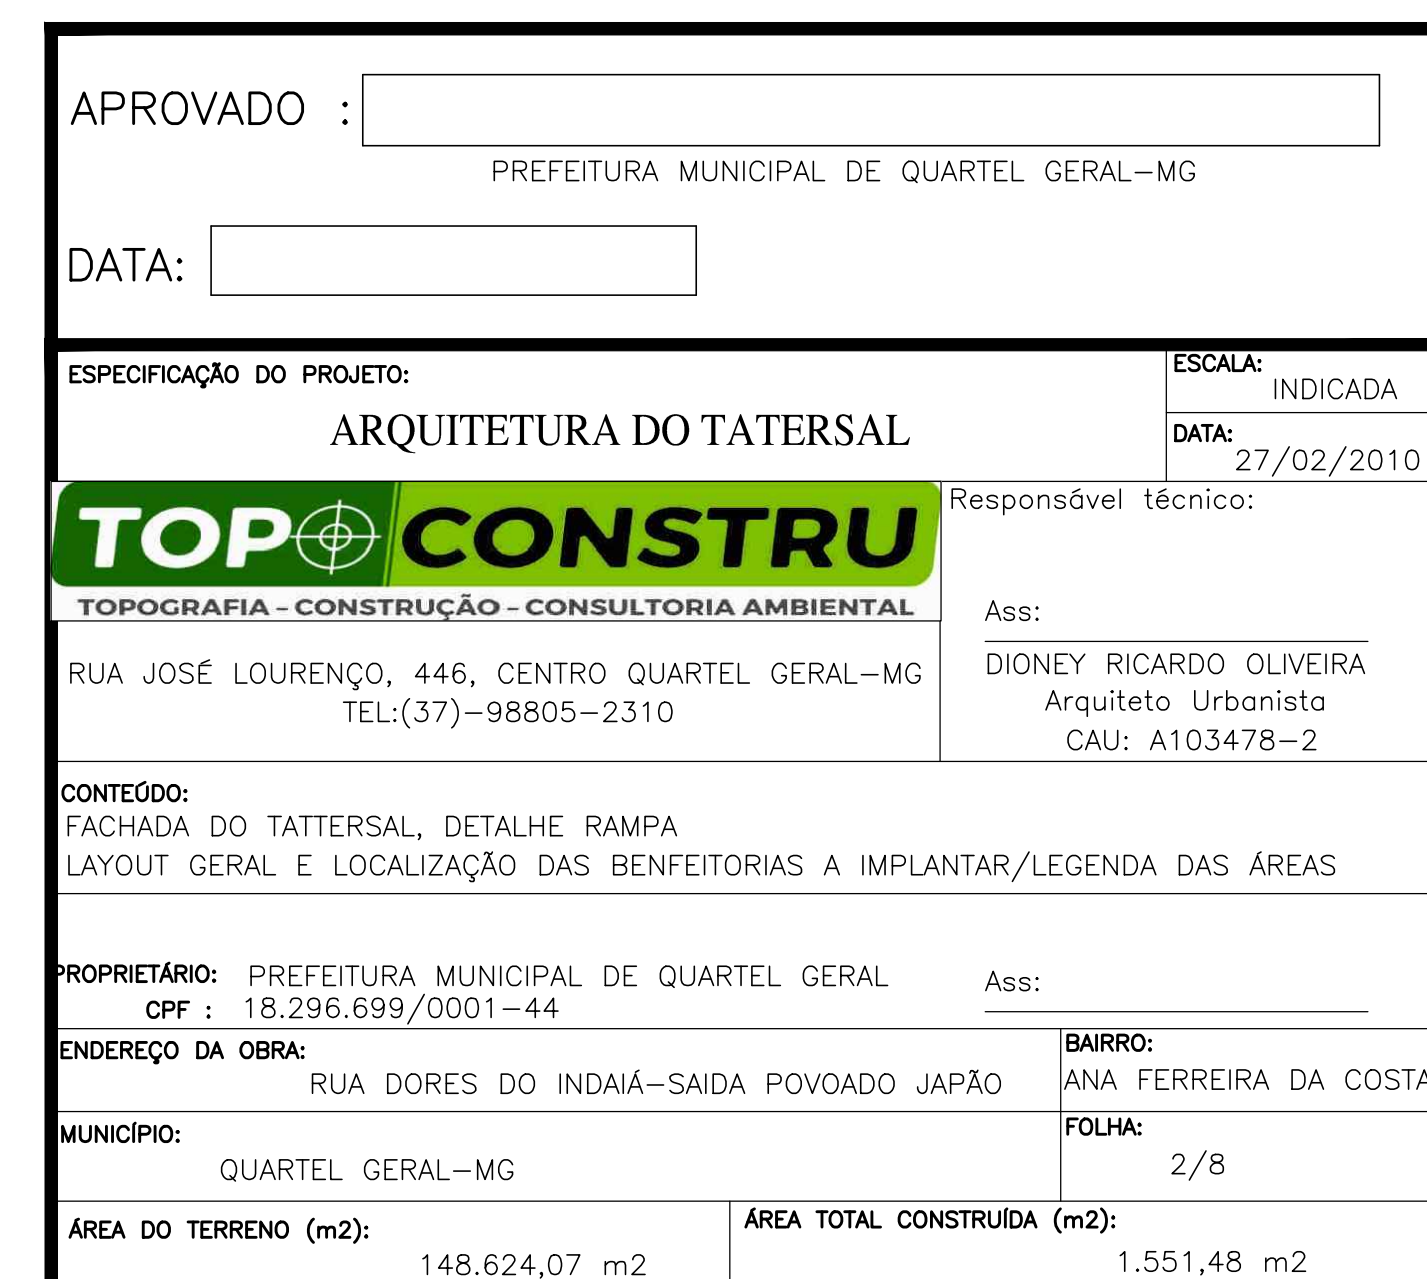 APROVADO :
PREFEITURA MUNICIPAL DE QUARTEL GERAL-MG
DATA:
ESPECIFICAÇÃO DO PROJETO:
ARQUITETURA DO TATERSAL
ESCALA:
INDICADA
DATA:
27/02/2010
TOPO CONSTRU
TOPOGRAFIA - CONSTRUÇÃO - CONSULTORIA AMBIENTAL
RUA JOSÉ LOURENÇO, 446, CENTRO QUARTEL GERAL-MG
TEL:(37)-98805-2310
Responsável técnico:
Ass:
DIONEY RICARDO OLIVEIRA
Arquiteto Urbanista
CAU: A103478-2
CONTEÚDO:
FACHADA DO TATTERSAL, DETALHE RAMPA
LAYOUT GERAL E LOCALIZAÇÃO DAS BENFEITORIAS A IMPLANTAR/LEGENDA DAS ÁREAS
PROPRIETÁRIO: PREFEITURA MUNICIPAL DE QUARTEL GERAL
CPF : 18.296.699/0001-44
Ass:
ENDEREÇO DA OBRA:
RUA DORES DO INDAIÁ-SAIDA POVOADO JAPÃO
BAIRRO:
ANA FERREIRA DA COSTA
MUNICÍPIO:
QUARTEL GERAL-MG
FOLHA:
2/8
ÁREA DO TERRENO (m2):
148.624,07 m2
ÁREA TOTAL CONSTRUÍDA (m2):
1.551,48 m2